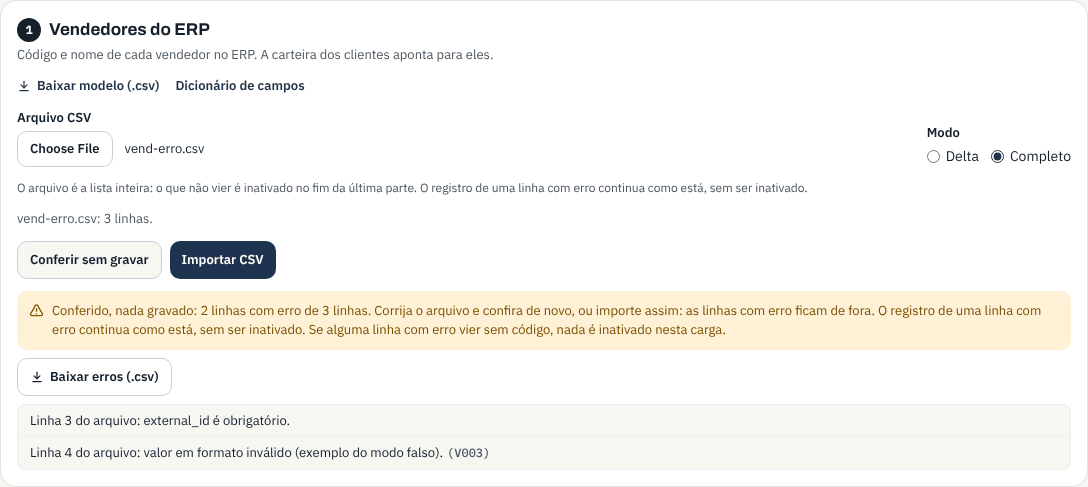 1 Vendedores do ERP
Código e nome de cada vendedor no ERP. A carteira dos clientes aponta para eles.
Baixar modelo (.csv) Dicionário de campos
Arquivo CSV
Choose File vend-erro.csv
Modo
Delta Completo
O arquivo é a lista inteira: o que não vier é inativado no fim da última parte. O registro de uma linha com erro continua como está, sem ser inativado.
vend-erro.csv: 3 linhas.
Conferir sem gravar Importar CSV
Conferido, nada gravado: 2 linhas com erro de 3 linhas. Corrija o arquivo e confira de novo, ou importe assim: as linhas com erro ficam de fora. O registro de uma linha com
erro continua como está, sem ser inativado. Se alguma linha com erro vier sem código, nada é inativado nesta carga.
Baixar erros (.csv)
Linha 3 do arquivo: external_id é obrigatório.
Linha 4 do arquivo: valor em formato inválido (exemplo do modo falso). (V003)